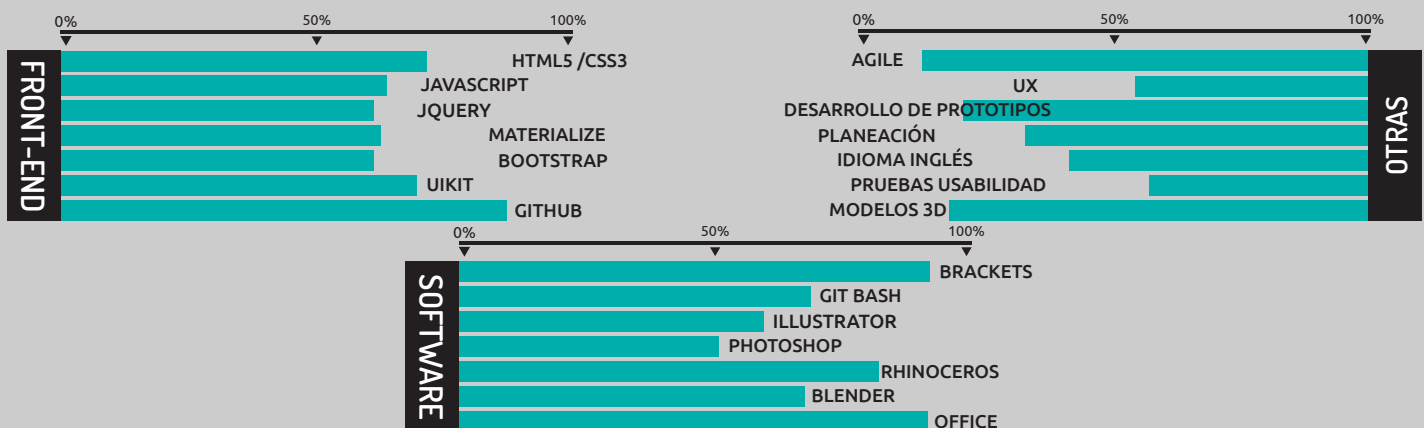 0% 50% 100%
FRONT-END
HTML5 /CSS3
JAVASCRIPT
JQUERY
MATERIALIZE
BOOTSTRAP
UIKIT
GITHUB
0% 50% 100%
AGILE
UX
DESARROLLO DE PROTOTIPOS
PLANEACIÓN
IDIOMA INGLÉS
PRUEBAS USABILIDAD
MODELOS 3D
OTRAS
0% 50% 100%
SOFTWARE
BRACKETS
GIT BASH
ILLUSTRATOR
PHOTOSHOP
RHINOCEROS
BLENDER
OFFICE